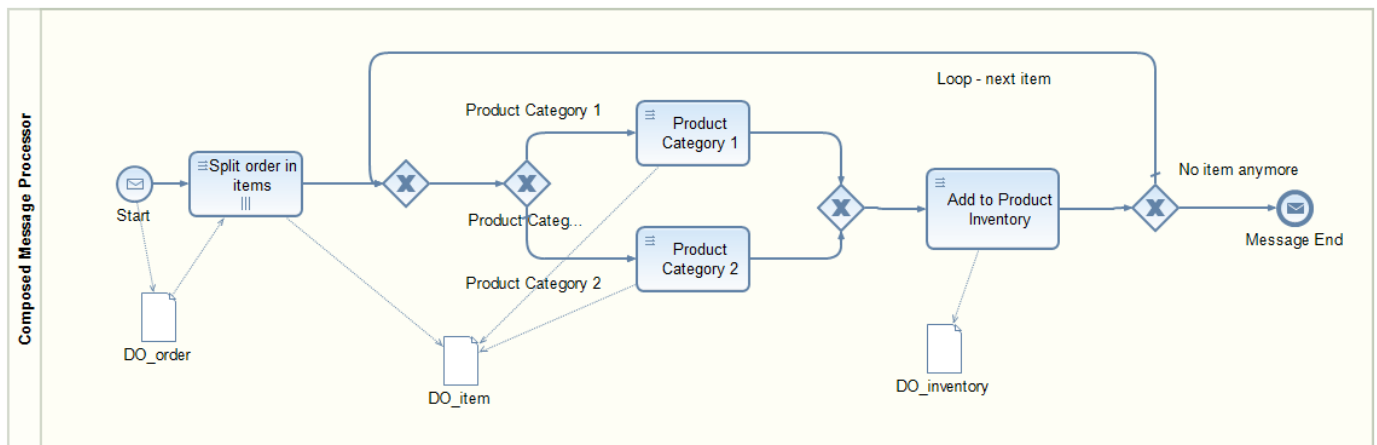 Composed Message Processor
Loop - next item
Product Category 1
Product
Category 1
Split order in
items
Start
No item anymore
Add to Product
Inventory
Product Categ...
Product
Category 2
Message End
Product Category 2
DO_order
DO_item
DO_inventory